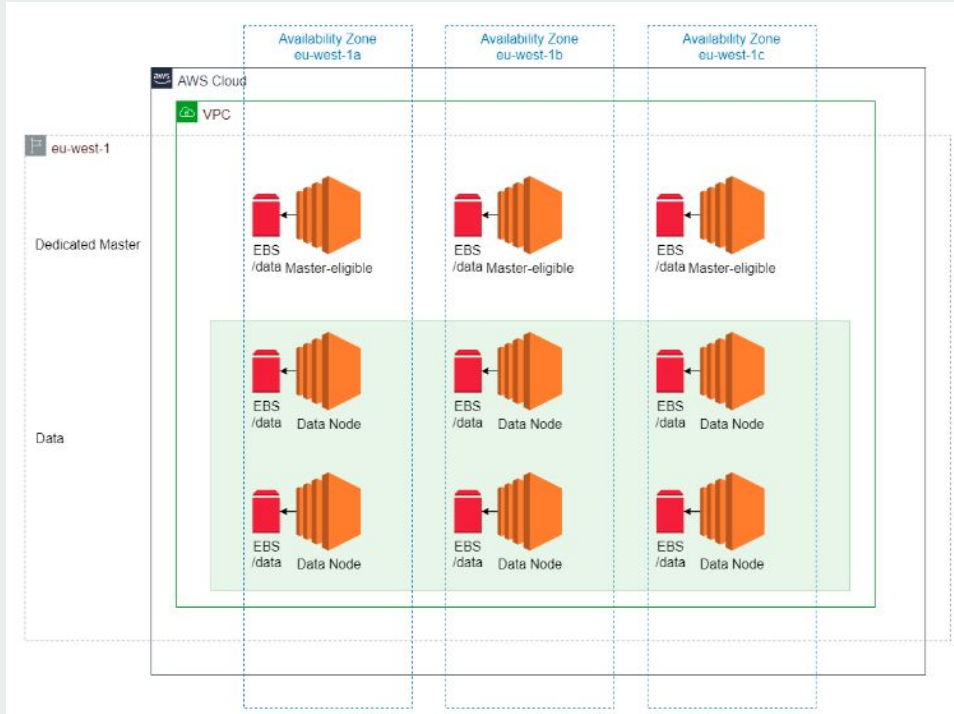 Availability Zone
eu-west-1a
Availability Zone
eu-west-1b
Availability Zone
eu-west-1c
aws
AWS Cloud
VPC
eu-west-1
Dedicated Master
EBS
/data
Master-eligible
EBS
/data
Master-eligible
EBS
/data
Master-eligible
Data
EBS
/data
Data Node
EBS
/data
Data Node
EBS
/data
Data Node
EBS
/data
Data Node
EBS
/data
Data Node
EBS
/data
Data Node